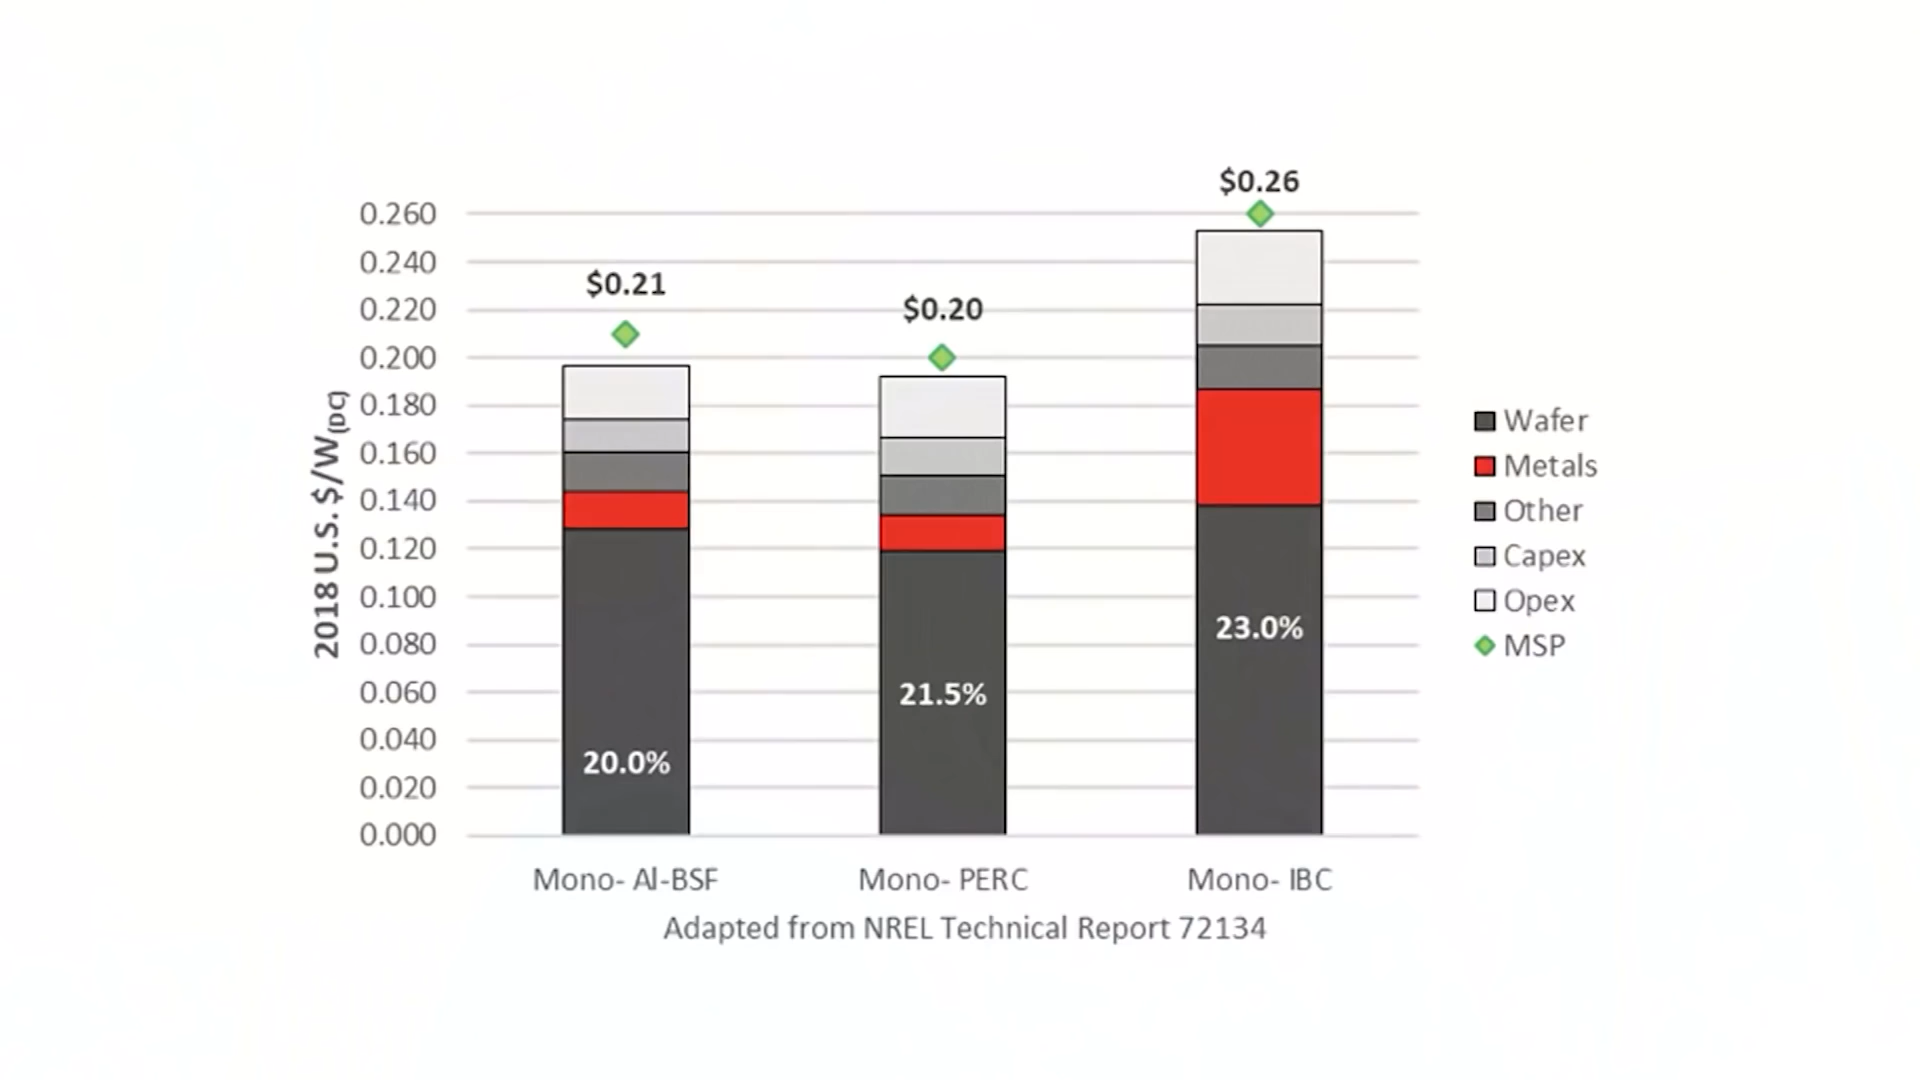 $0.26
$0.21
$0.20
0.260
0.240
0.220
0.200
0.180
0.160
0.140
0.120
0.100
0.080
0.060
0.040
0.020
0.000
2018 U.S. $/W(DC)
20.0%
21.5%
23.0%
Wafer
Metals
Other
Capex
Opex
MSP
Mono- Al-BSF
Mono- PERC
Mono- IBC
Adapted from NREL Technical Report 72134